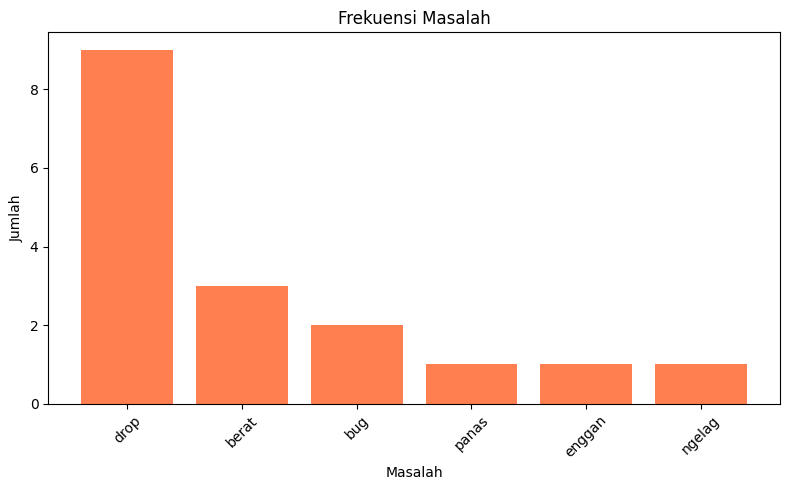 Frekuensi Masalah
Jumlah
8
6
4
2
0
drop
berat
bug
panas
enggan
ngelag
Masalah